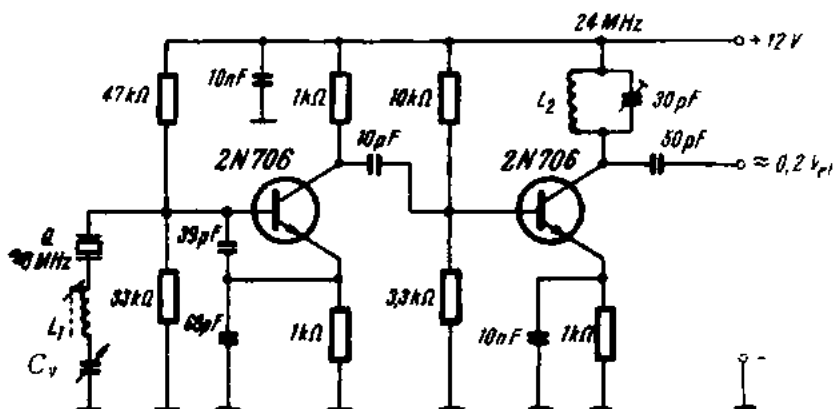 24 MHz
+ 12 V
47kΩ
10nF
1kΩ
10kΩ
L2
30pF
10pF
50pF
2N706
2N706
≈ 0,2 V
Q
MHz
39pF
33kΩ
68pF
1kΩ
3,3kΩ
10nF
1kΩ
L1
Cv
-